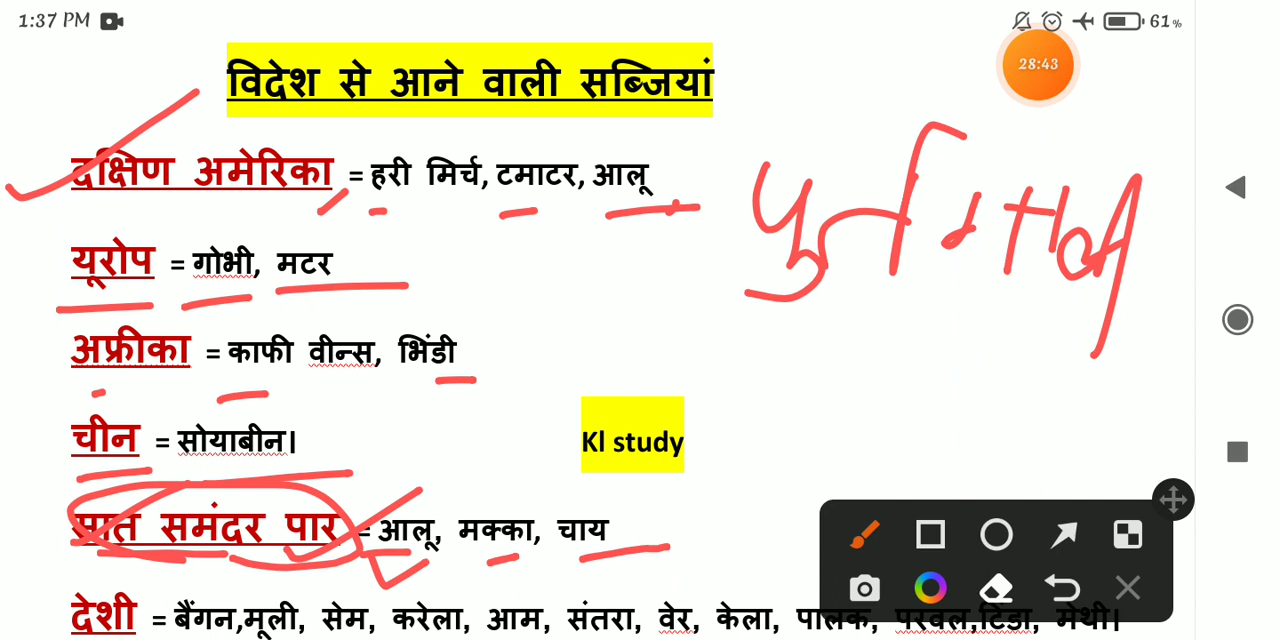 1:37 PM
61%
28:43
विदेश से आने वाली सब्जियां
दक्षिण अमेरिका = हरी मिर्च, टमाटर, आलू
यूरोप = गोभी, मटर
अफ्रीका = काफी वीन्स, भिंडी
चीन = सोयाबीन।
Kl study
सात समंदर पार = आलू, मक्का, चाय
देशी = बैंगन,मूली, सेम, करेला, आम, संतरा, वेर, केला, पालक, परवल,टिंडा, मेथी।